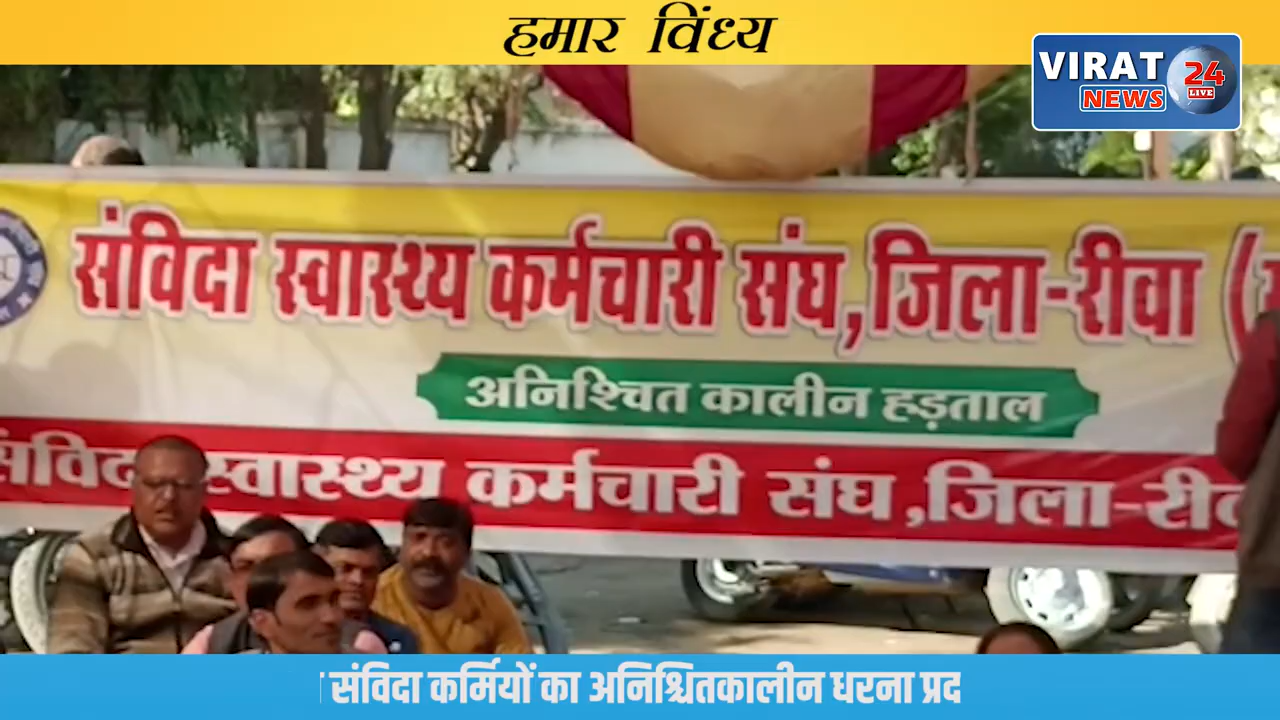 हमार विंध्य
VIRAT
NEWS
24
LIVE
संविदा स्वास्थ्य कर्मचारी संघ,जिला-रीवा (
अनिश्चित कालीन हड़ताल
संविदा स्वास्थ्य कर्मचारी संघ,जिला-रीवा
संविदा कर्मियों का अनिश्चितकालीन धरना प्रद